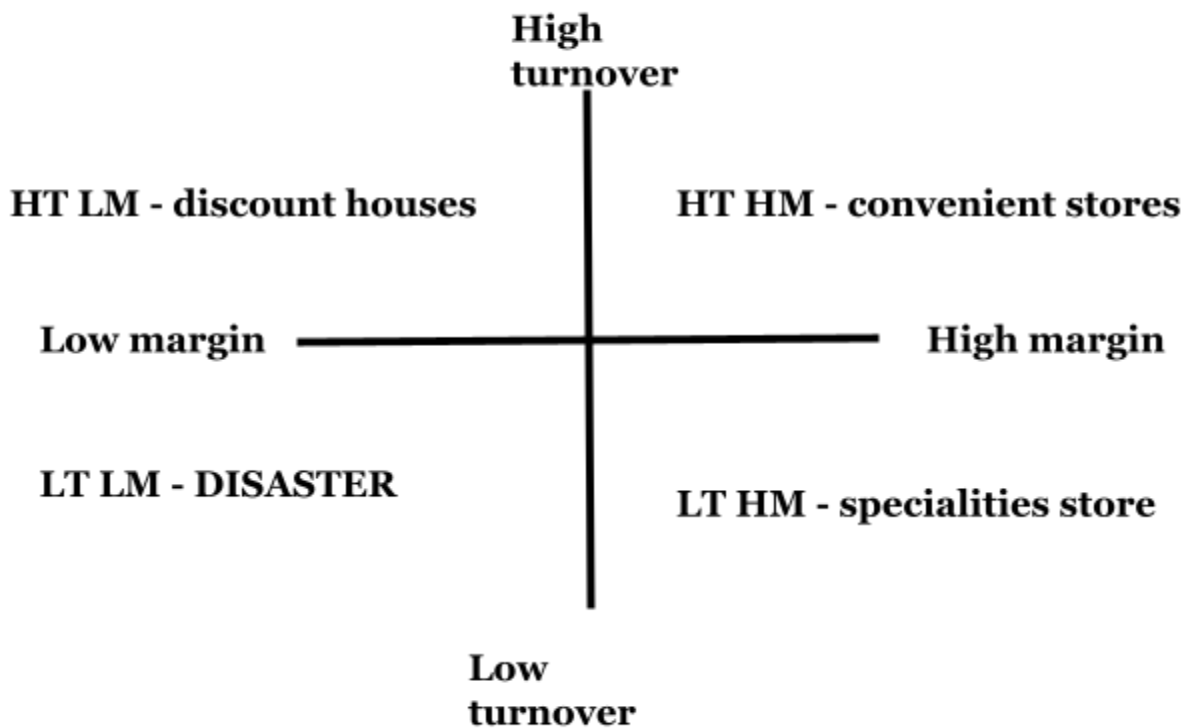 High
turnover
HT LM - discount houses
HT HM - convenient stores
Low margin
High margin
LT LM - DISASTER
LT HM - specialities store
Low
turnover